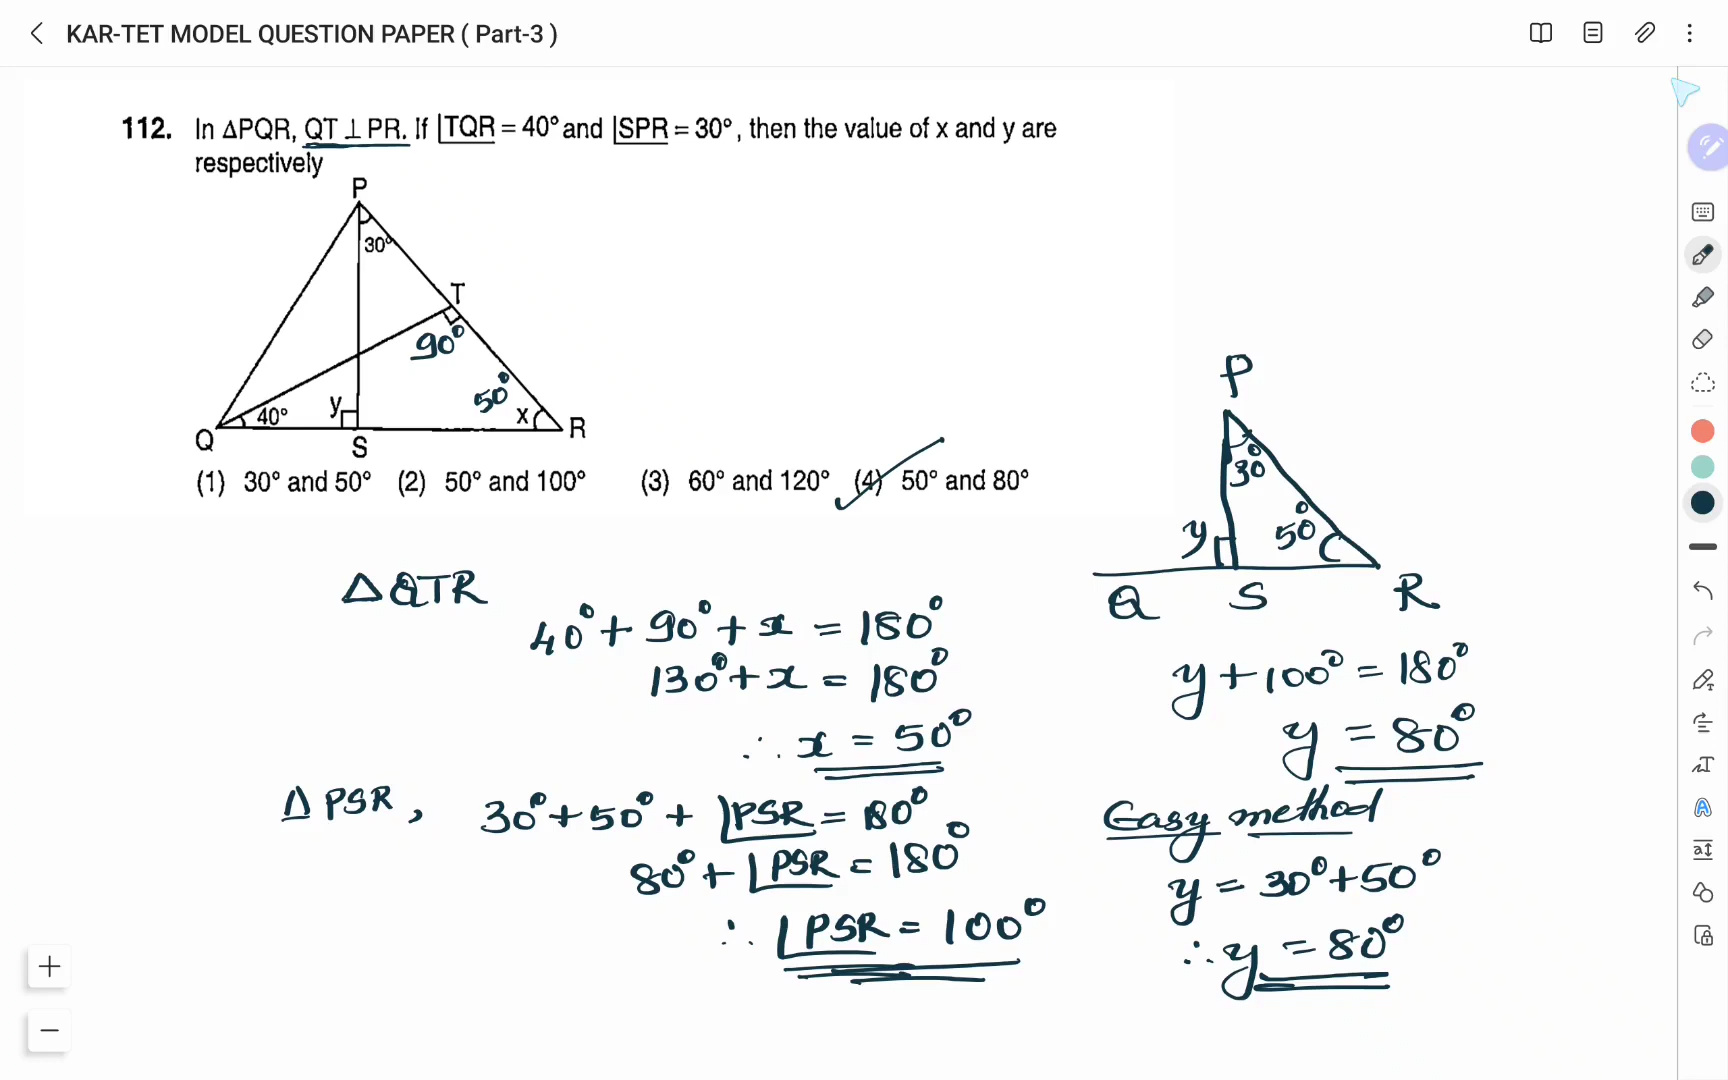 KAR-TET MODEL QUESTION PAPER ( Part-3 )
112. In ΔPQR, QT ⊥ PR. If ∠TQR = 40° and ∠SPR = 30°, then the value of x and y are
respectively
P
30°
T
90°
50°
Q
40°
y
S
x
R
(1) 30° and 50° (2) 50° and 100° (3) 60° and 120° (4) 50° and 80°
P
30°
y
50°
Q
S
R
Δ QTR
40° + 90° + x = 180°
130° + x = 180°
∴ x = 50°
Δ PSR, 30° + 50° + ∠PSR = 180°
80° + ∠PSR = 180°
∴ ∠PSR = 100°
y + 100° = 180°
y = 80°
Easy method
y = 30° + 50°
∴ y = 80°